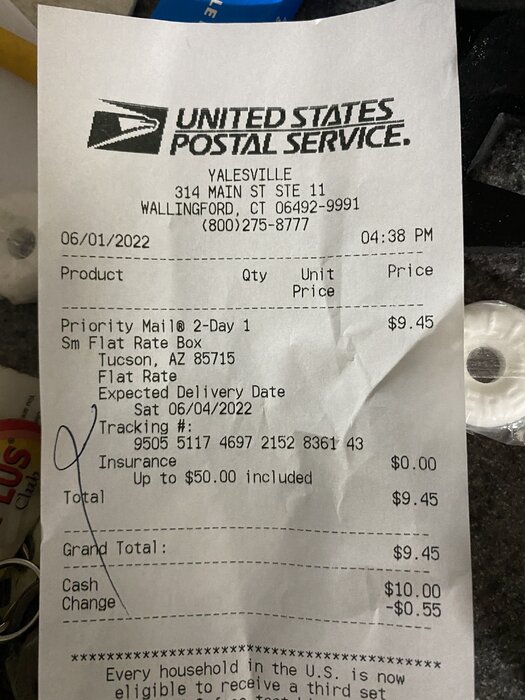 UNITED STATES
POSTAL SERVICE.
YALESVILLE
314 MAIN ST STE 11
WALLINGFORD, CT 06492-9991
(800)275-8777
06/01/2022 04:38 PM
Product Qty Unit Price
Price
Priority Mail® 2-Day 1 $9.45
Sm Flat Rate Box
Tucson, AZ 85715
Flat Rate
Expected Delivery Date
Sat 06/04/2022
Tracking #:
9505 5117 4697 2152 8361 43
Insurance $0.00
Up to $50.00 included
Total $9.45
Grand Total: $9.45
Cash $10.00
Change -$0.55
******************************************
Every household in the U.S. is now
eligible to receive a third set
LUS
Club